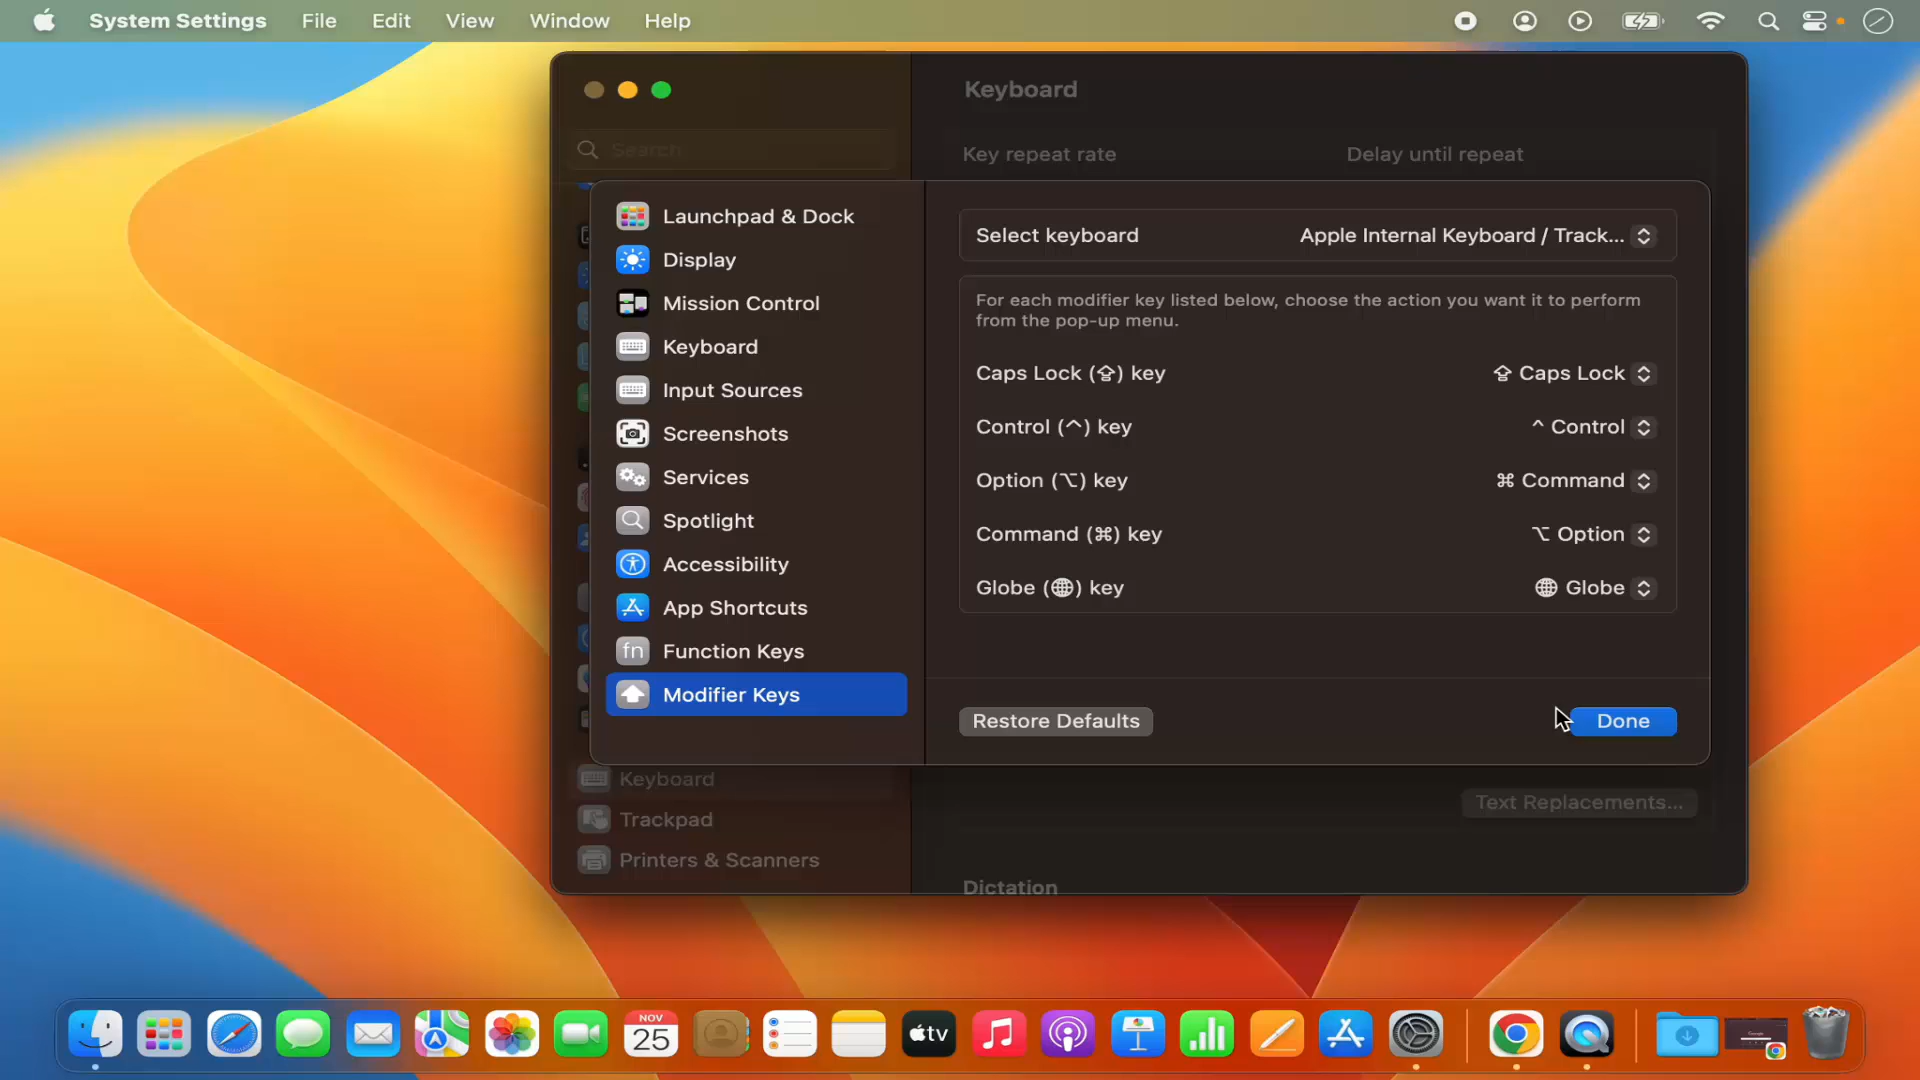 System Settings File Edit View Window Help
Keyboard
Search
Key repeat rate Delay until repeat
Launchpad & Dock
Display
Mission Control
Keyboard
Input Sources
Screenshots
Services
Spotlight
Accessibility
App Shortcuts
fn Function Keys
Modifier Keys
Select keyboard Apple Internal Keyboard / Track...
For each modifier key listed below, choose the action you want it to perform
from the pop-up menu.
Caps Lock (⇪) key ⇪ Caps Lock
Control (^) key ^ Control
Option (⌥) key ⌘ Command
Command (⌘) key ⌥ Option
Globe (🌐) key 🌐 Globe
Restore Defaults Done
Keyboard
Trackpad
Printers & Scanners
Text Replacements...
Dictation
NOV
25
tv